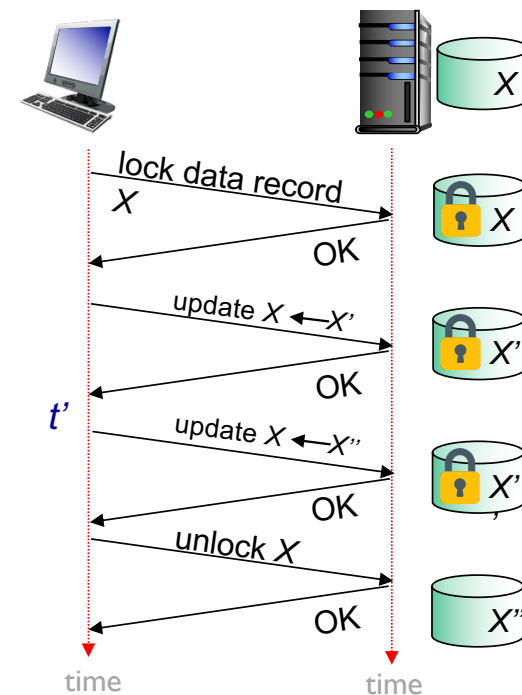 X
lock data record
X
X
OK
update X ←X’
X’
OK
t’
update X ←X’’
X’
’
OK
unlock X
OK
X’’
time
time